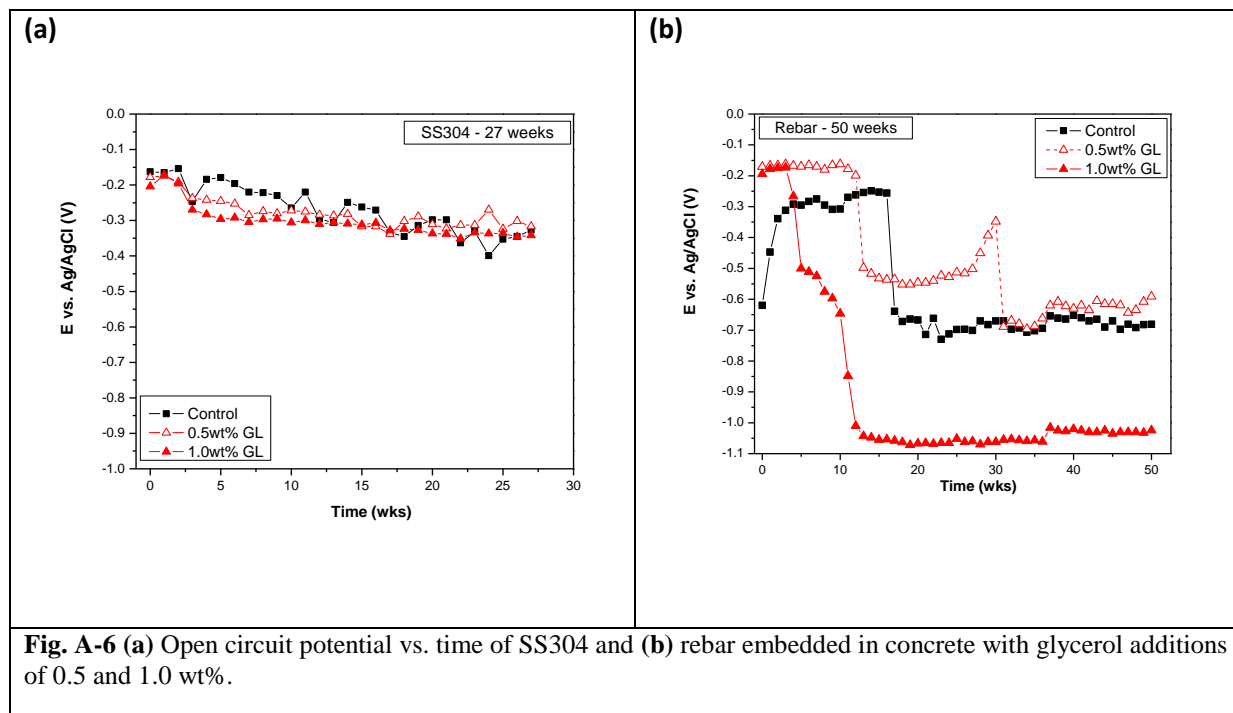 (a)
(b)
0.0
-0.1
-0.2
-0.3
-0.4
-0.5
-0.6
-0.7
-0.8
-0.9
-1.0
E vs. Ag/AgCl (V)
SS304 - 27 weeks
Control
0.5wt% GL
1.0wt% GL
0 5 10 15 20 25 30
Time (wks)
0.0
-0.1
-0.2
-0.3
-0.4
-0.5
-0.6
-0.7
-0.8
-0.9
-1.0
-1.1
E vs. Ag/AgCl (V)
Rebar - 50 weeks
Control
0.5wt% GL
1.0wt% GL
0 10 20 30 40 50
Time (wks)
Fig. A-6 (a) Open circuit potential vs. time of SS304 and (b) rebar embedded in concrete with glycerol additions
of 0.5 and 1.0 wt%.